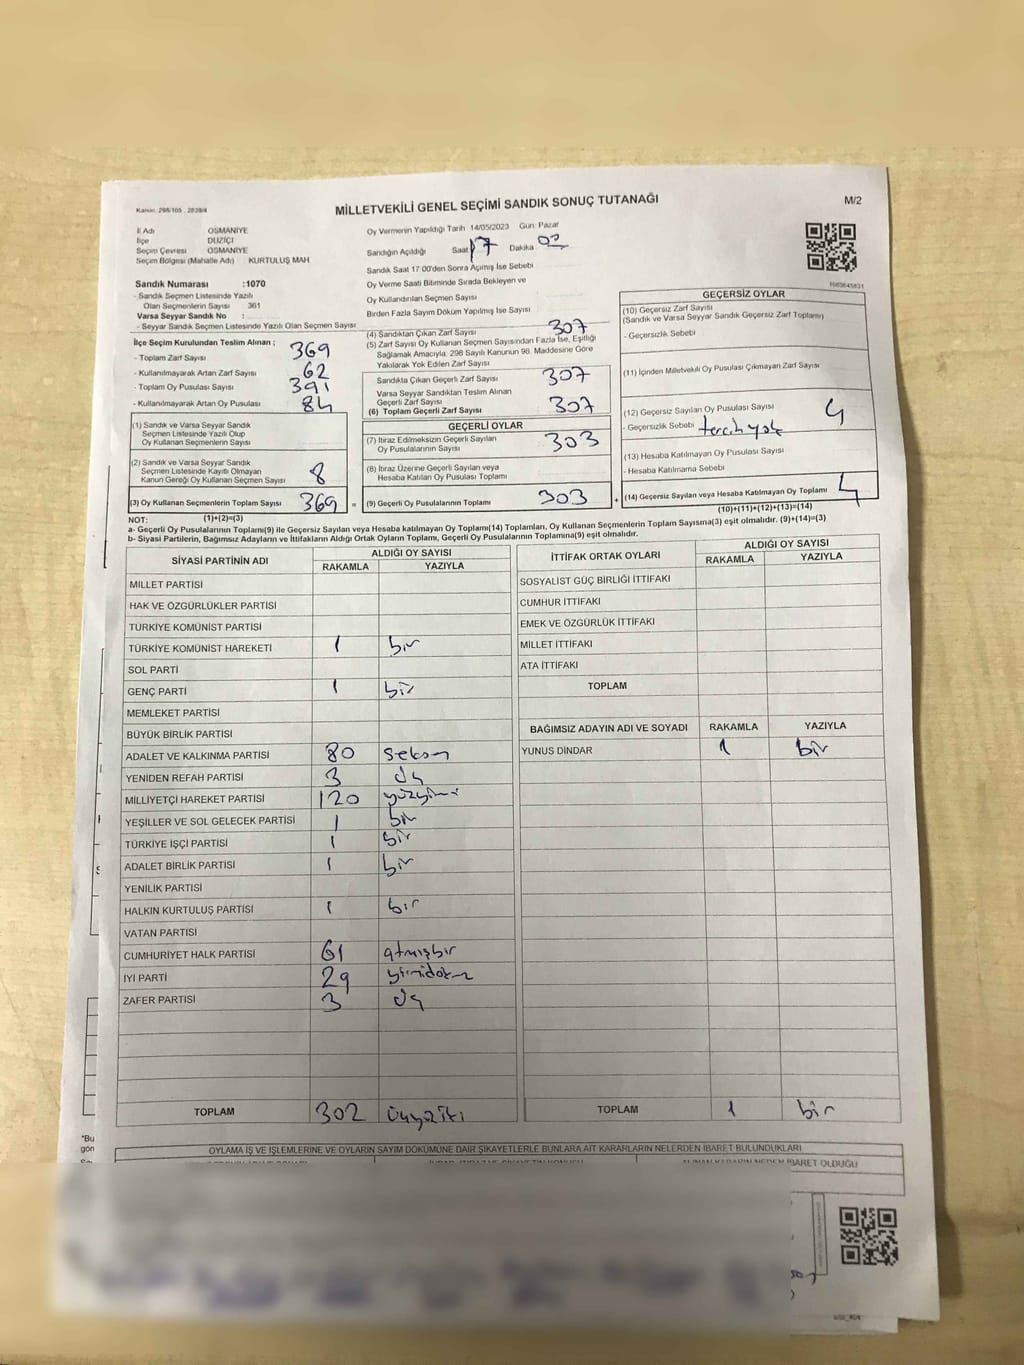 Kanun: 298/105 , 2839/4
MİLLETVEKİLİ GENEL SEÇİMİ SANDIK SONUÇ TUTANAĞI
M/2
İl Adı OSMANİYE
İlçe DÜZİÇİ
Seçim Çevresi OSMANİYE
Seçim Bölgesi (Mahalle Adı) KURTULUŞ MAH
Oy Vermenin Yapıldığı Tarih 14/05/2023 Gün: Pazar
Sandığın Açıldığı Saat 17 Dakika 02
Sandık Saat 17:00'den Sonra Açımış İse Sebebi
Oy Verme Saati Bitiminde Sırada Bekleyen ve
Oy Kullandırılan Seçmen Sayısı
Birden Fazla Sayım Döküm Yapılmış İse Sayısı
Sandık Numarası :1070
- Sandık Seçmen Listesinde Yazılı
Olan Seçmenlerin Sayısı 361
Varsa Seyyar Sandık No :
- Seyyar Sandık Seçmen Listesinde Yazılı Olan Seçmen Sayısı
İlçe Seçim Kurulundan Teslim Alınan ;
- Toplam Zarf Sayısı 369
- Kullanılmayarak Artan Zarf Sayısı 62
- Toplam Oy Pusulası Sayısı 391
- Kullanılmayarak Artan Oy Pusulası 84
(1) Sandık ve Varsa Seyyar Sandık
Seçmen Listesinde Yazılı Olup
Oy Kullanan Seçmenlerin Sayısı
(2) Sandık ve Varsa Seyyar Sandık
Seçmen Listesinde Kayıtlı Olmayan
Kanun Gereği Oy Kullanan Seçmen Sayısı 8
(3) Oy Kullanan Seçmenlerin Toplam Sayısı 369 =
(1)+(2)=(3)
(4) Sandıktan Çıkan Zarf Sayısı 307
(5) Zarf Sayısı Oy Kullanan Seçmen Sayısından Fazla İse, Eşitliği
Sağlamak Amacıyla; 298 Sayılı Kanunun 98. Maddesine Göre
Yakılarak Yok Edilen Zarf Sayısı
Sandıkta Çıkan Geçerli Zarf Sayısı 307
Varsa Seyyar Sandıktan Teslim Alınan
Geçerli Zarf Sayısı
(6) Toplam Geçerli Zarf Sayısı 307
GEÇERLİ OYLAR
(7) İtiraz Edilmeksizin Geçerli Sayılan
Oy Pusulalarının Toplamı 303
(8) İtiraz Üzerine Geçerli Sayılan veya
Hesaba Katılan Oy Pusulası Toplamı
(9) Geçerli Oy Pusulalarının Toplamı 303 +
GEÇERSİZ OYLAR
(10) Geçersiz Zarf Sayısı
(Sandık ve Varsa Seyyar Sandık Geçersiz Zarf Toplamı)
- Geçersizlik Sebebi
(11) İçinden Milletvekili Oy Pusulası Çıkmayan Zarf Sayısı
(12) Geçersiz Sayılan Oy Pusulası Sayısı 4
- Geçersizlik Sebebi tercih yok
(13) Hesaba Katılmayan Oy Pusulası Sayısı
- Hesaba Katılmama Sebebi
(14) Geçersiz Sayılan veya Hesaba Katılmayan Oy Toplamı 4
(10)+(11)+(12)+(13)=(14)
NOT:
a- Geçerli Oy Pusulalarının Toplamı(9) ile Geçersiz Sayılan veya Hesaba katılmayan Oy Toplamı(14) Toplamları, Oy Kullanan Seçmenlerin Toplam Sayısına(3) eşit olmalıdır. (9)+(14)=(3)
b- Siyasi Partilerin, Bağımsız Adayların ve İttifakların Aldığı Ortak Oyların Toplamı, Geçerli Oy Pusulalarının Toplamına(9) eşit olmalıdır.
SİYASİ PARTİNİN ADI ALDIĞI OY SAYISI
RAKAMLA YAZIYLA
MİLLET PARTİSİ
HAK VE ÖZGÜRLÜKLER PARTİSİ
TÜRKİYE KOMÜNİST PARTİSİ
TÜRKİYE KOMÜNİST HAREKETİ 1 bir
SOL PARTİ
GENÇ PARTİ 1 bir
MEMLEKET PARTİSİ
BÜYÜK BİRLİK PARTİSİ
ADALET VE KALKINMA PARTİSİ 80 seksen
YENİDEN REFAH PARTİSİ 3 üç
MİLLİYETÇİ HAREKET PARTİSİ 120 yüzyirmi
YEŞİLLER VE SOL GELECEK PARTİSİ 1 bir
TÜRKİYE İŞÇİ PARTİSİ 1 bir
ADALET BİRLİK PARTİSİ 1 bir
YENİLİK PARTİSİ
HALKIN KURTULUŞ PARTİSİ 1 bir
VATAN PARTİSİ
CUMHURİYET HALK PARTİSİ 61 atmışbir
İYİ PARTİ 29 yirmidokuz
ZAFER PARTİSİ 3 üç
TOPLAM 302 üçyüziki
İTTİFAK ORTAK OYLARI ALDIĞI OY SAYISI
RAKAMLA YAZIYLA
SOSYALİST GÜÇ BİRLİĞİ İTTİFAKI
CUMHUR İTTİFAKI
EMEK VE ÖZGÜRLÜK İTTİFAKI
MİLLET İTTİFAKI
ATA İTTİFAKI
TOPLAM
BAĞIMSIZ ADAYIN ADI VE SOYADI RAKAMLA YAZIYLA
YUNUS DİNDAR 1 bir
TOPLAM 1 bir
"Bu
OYLAMA İŞ VE İŞLEMLERİNE VE OYLARIN SAYIM DÖKÜMÜNE DAİR ŞİKAYETLERLE BUNLARA AİT KARARLARIN NELERDEN İBARET BULUNDUKLARI